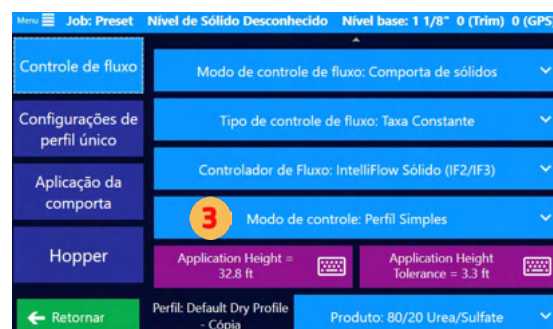 Menu Job: Preset Nível de Sólido Desconhecido Nível base: 1 1/8" 0 (Trim) 0 (GPS
Controle de fluxo
Modo de controle de fluxo: Comporta de sólidos
Configurações de
perfil único
Tipo de controle de fluxo: Taxa Constante
Aplicação da
comporta
Controlador de Fluxo: IntelliFlow Sólido (IF2/IF3)
3 Modo de controle: Perfil Simples
Hopper
Application Height =
32.8 ft
Application Height
Tolerance = 3.3 ft
Retornar
Perfil: Default Dry Profile
- Cópia
Produto: 80/20 Urea/Sulfate